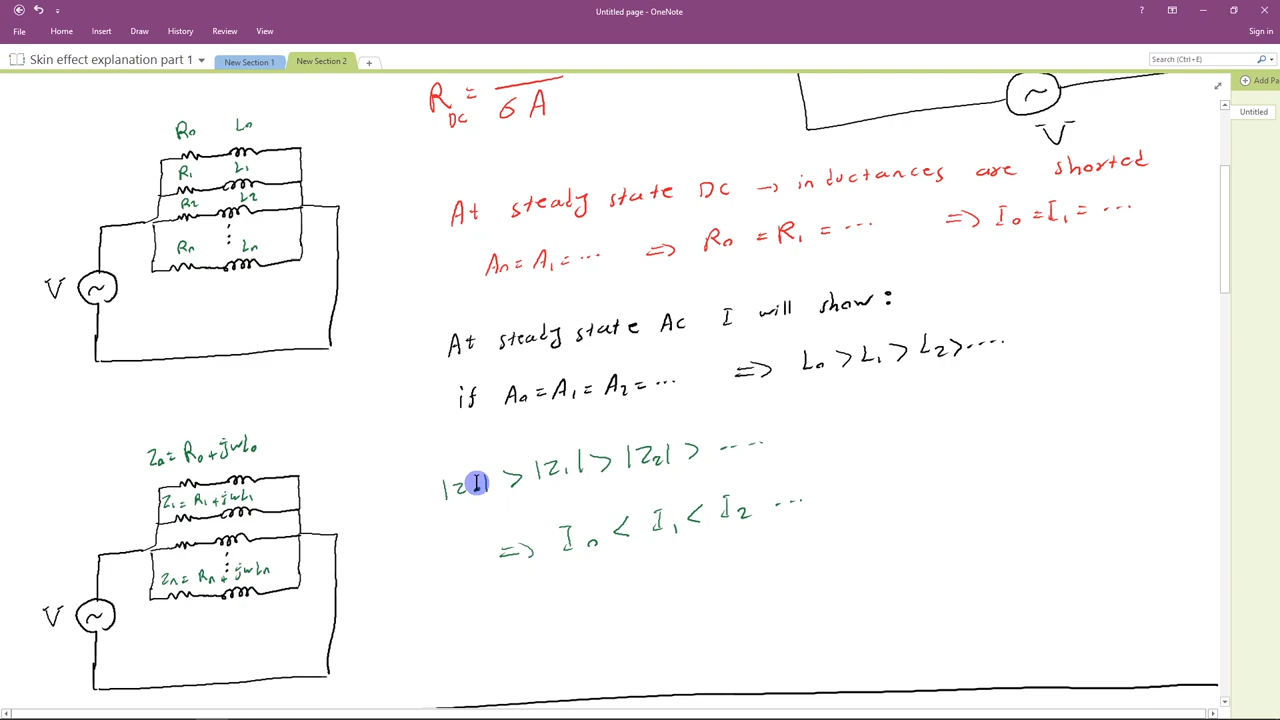 Untitled page - OneNote
File Home Insert Draw History Review View Sign in
Skin effect explanation part 1 New Section 1 New Section 2 Search (Ctrl+E)
Add Pa
Untitled
R_DC = / σA
V
R₀ L₀
R₁ L₁
R₂ L₂
Rn Ln
V
At steady state DC → inductances are shorted
A₀ = A₁ = ... ⇒ R₀ = R₁ = ... ⇒ I₀ = I₁ = ...
At steady state AC I will show:
if A₀ = A₁ = A₂ = ... ⇒ L₀ > L₁ > L₂ > ....
Z₀ = R₀ + jωL₀
Z₁ = R₁ + jωL₁
Zn = Rn + jωLn
V
|Z₀| > |Z₁| > |Z₂| > .....
⇒ I₀ < I₁ < I₂ ...